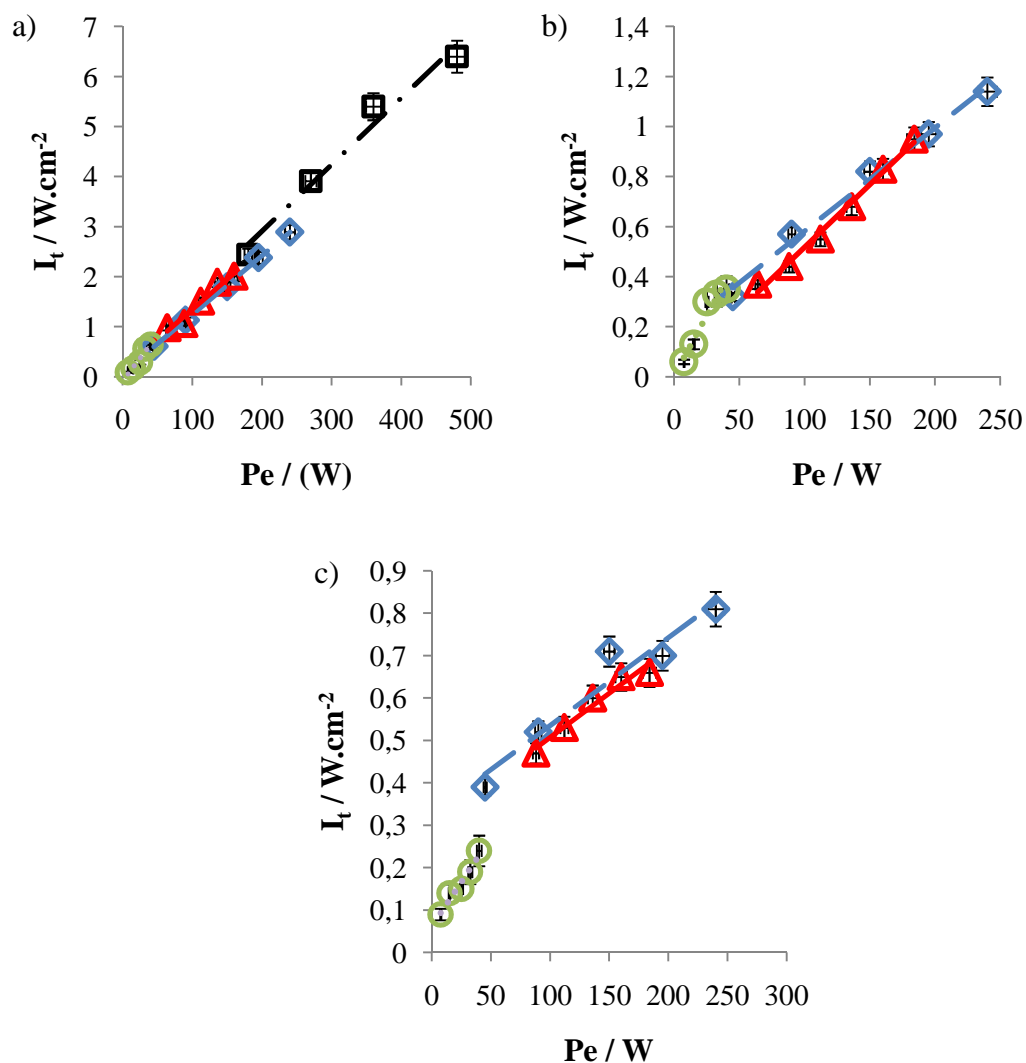 a)
I_t / W.cm^-2
7
6
5
4
3
2
1
0
0 100 200 300 400 500
Pe / (W)
b)
I_t / W.cm^-2
1,4
1,2
1
0,8
0,6
0,4
0,2
0
0 50 100 150 200 250
Pe / W
c)
I_t / W.cm^-2
0,9
0,8
0,7
0,6
0,5
0,4
0,3
0,2
0,1
0
0 50 100 150 200 250 300
Pe / W